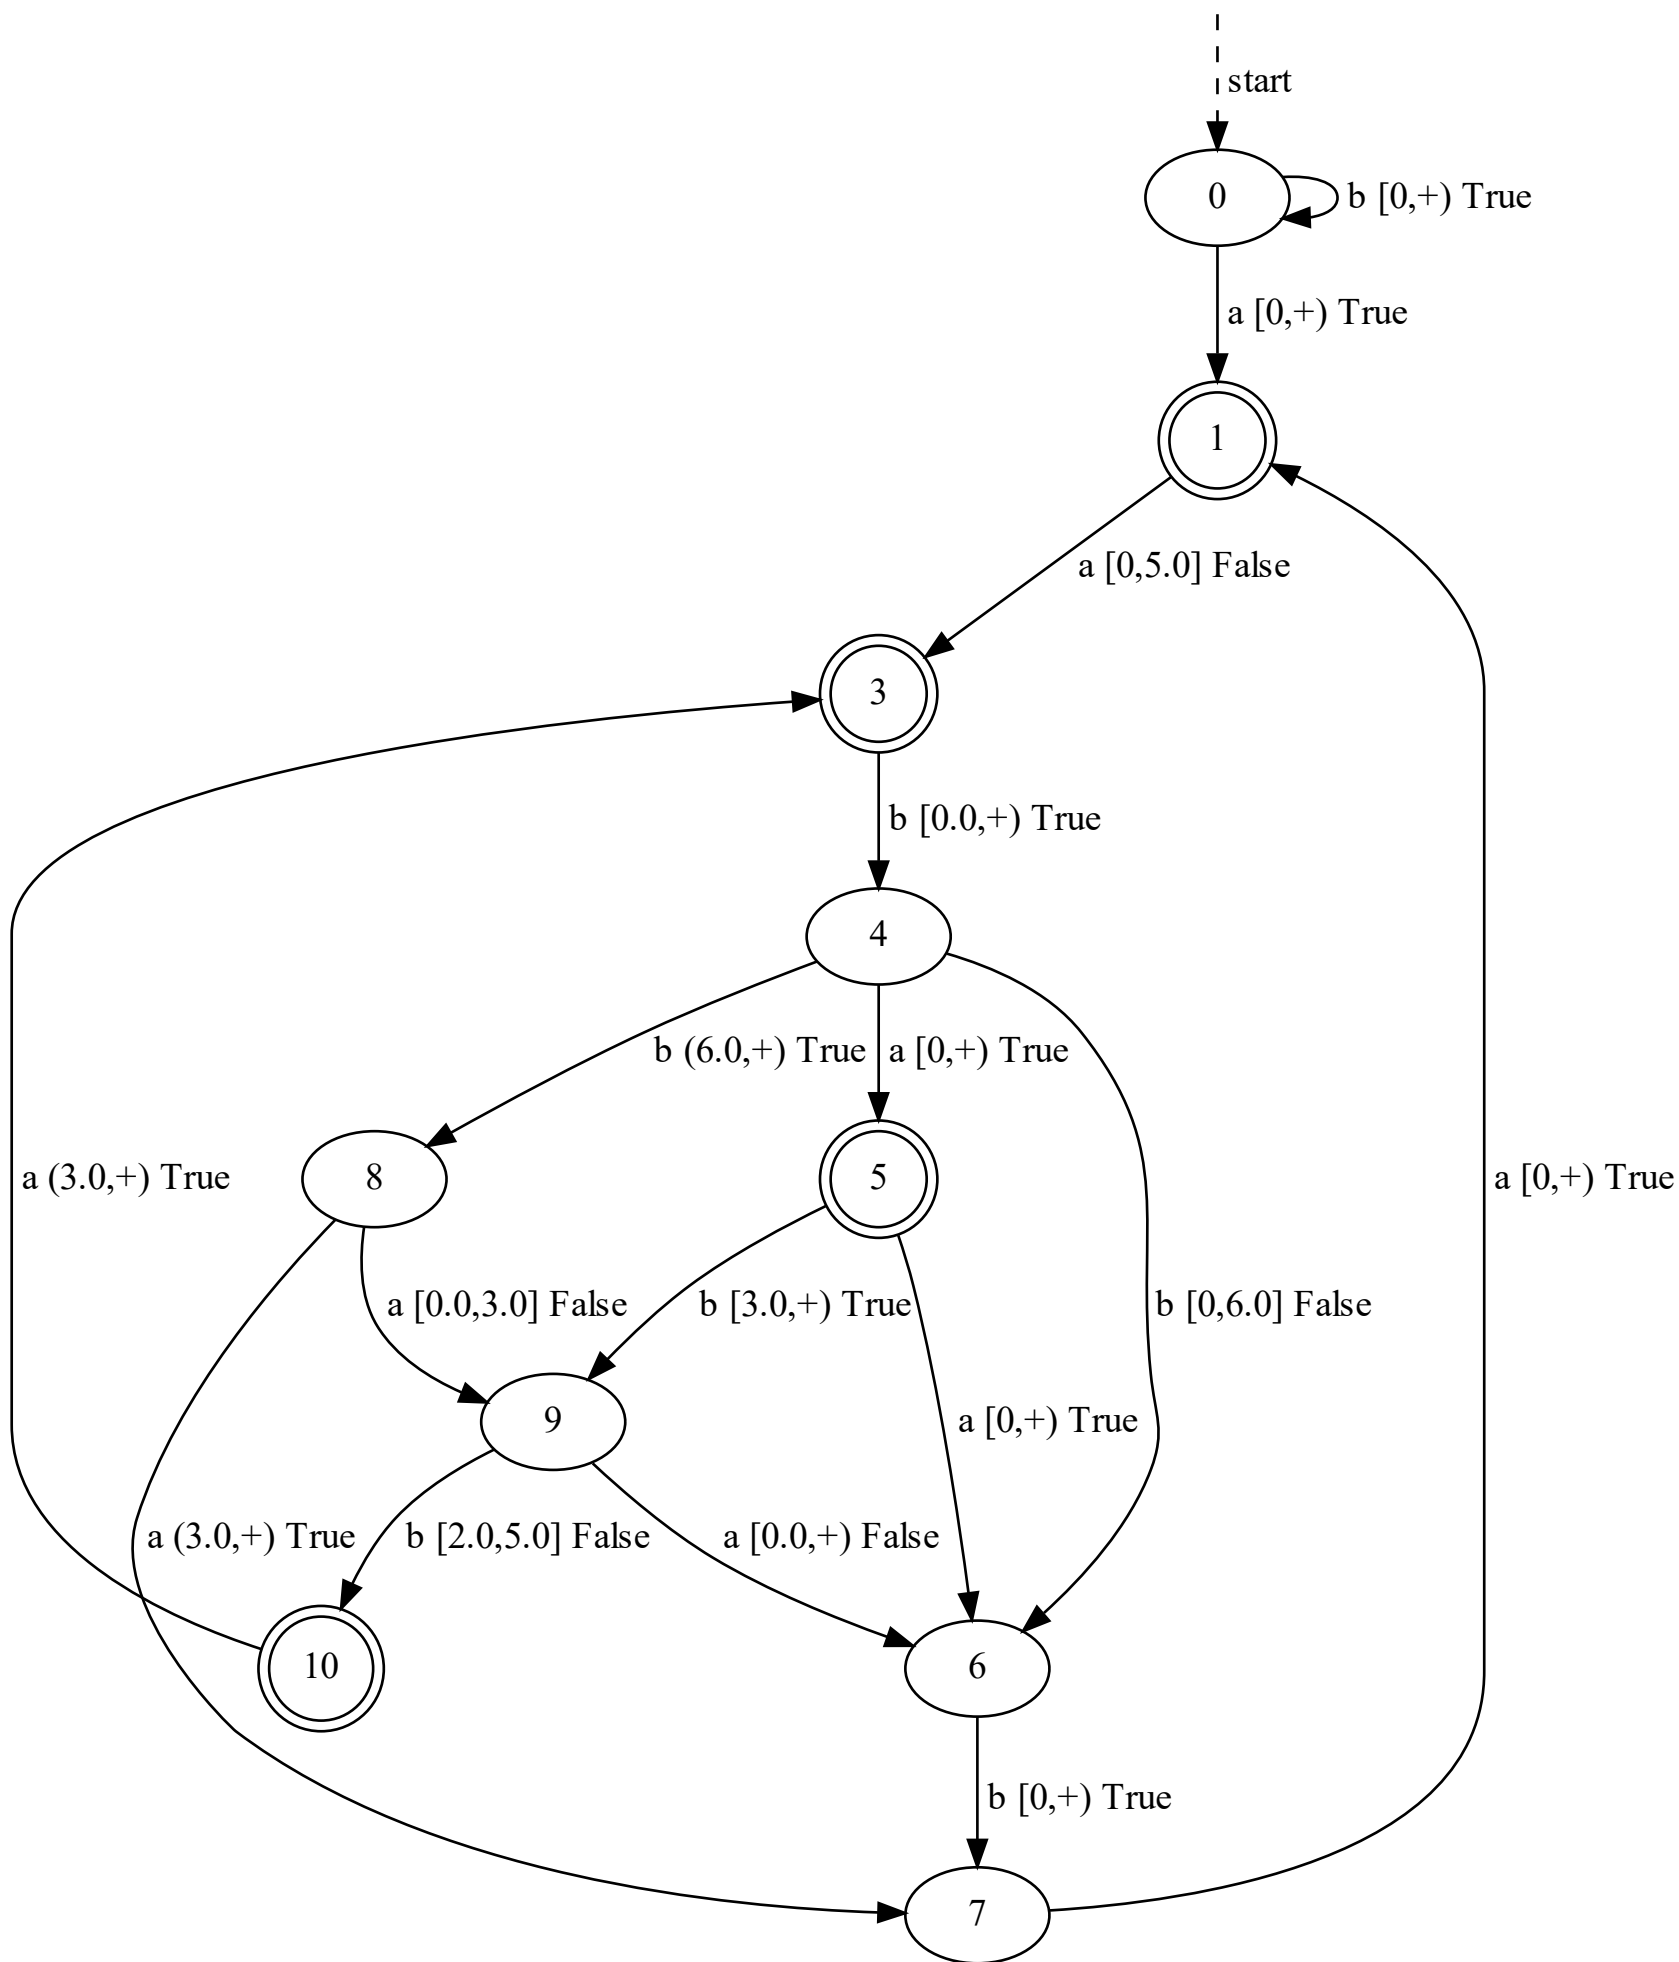 start
0
b [0,+) True
a [0,+) True
1
a [0,5.0] False
3
b [0.0,+) True
4
b (6.0,+) True
a [0,+) True
a (3.0,+) True
8
5
a [0,+) True
a [0.0,3.0] False
b [3.0,+) True
b [0,6.0] False
9
a [0,+) True
a (3.0,+) True
b [2.0,5.0] False
a [0.0,+) False
10
6
b [0,+) True
7